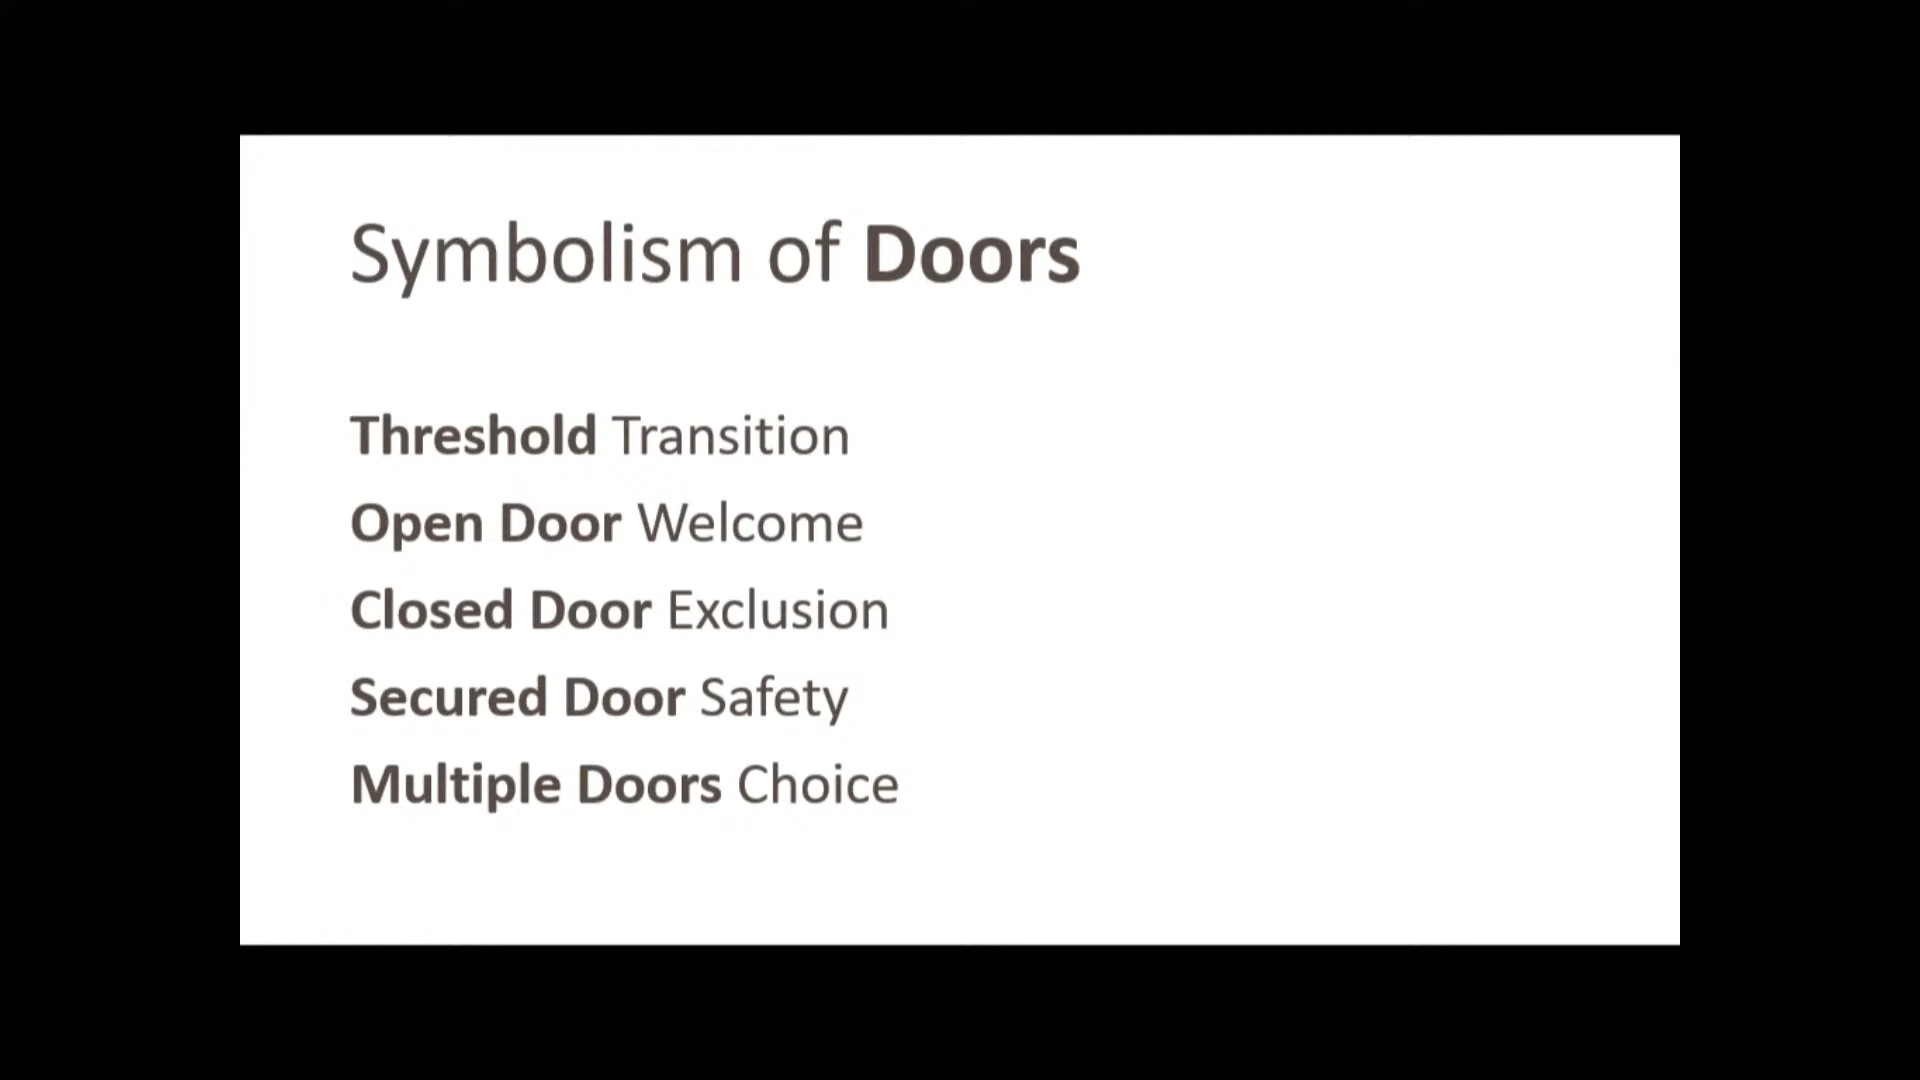 Symbolism of Doors
Threshold Transition
Open Door Welcome
Closed Door Exclusion
Secured Door Safety
Multiple Doors Choice